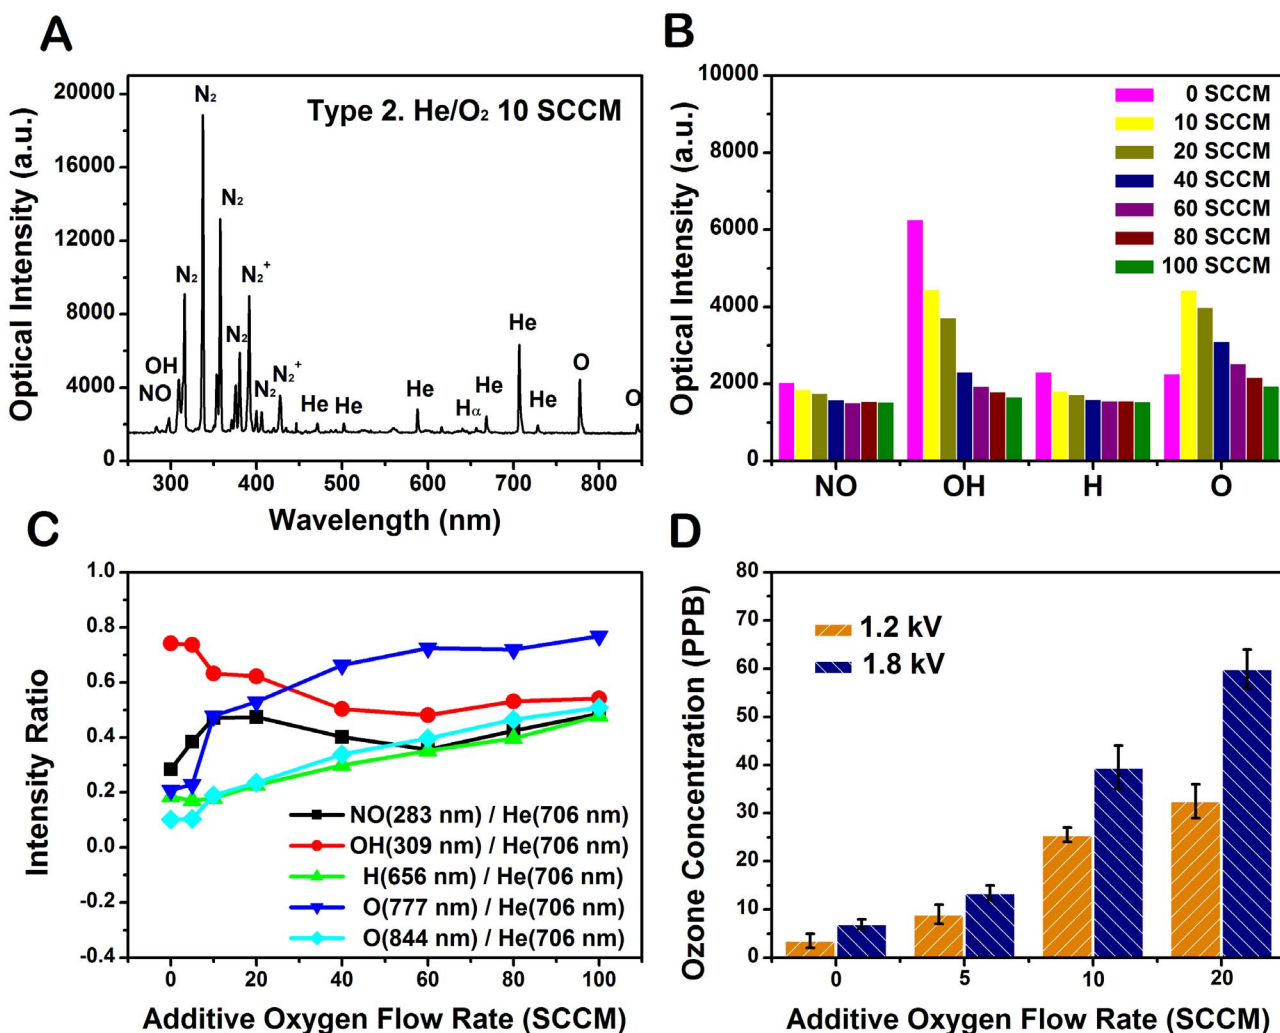 A
Optical Intensity (a.u.)
20000
16000
12000
8000
4000
0
Type 2. He/O₂ 10 SCCM
N₂
N₂
N₂
N₂⁺
N₂
OH
NO
N₂
N₂⁺
He
He
He
Hα
He
He
He
O
O
300
400
500
600
700
800
Wavelength (nm)
B
Optical Intensity (a.u.)
10000
8000
6000
4000
2000
0
0 SCCM
10 SCCM
20 SCCM
40 SCCM
60 SCCM
80 SCCM
100 SCCM
NO
OH
H
O
C
Intensity Ratio
1.0
0.8
0.6
0.4
0.2
0.0
-0.2
-0.4
NO(283 nm) / He(706 nm)
OH(309 nm) / He(706 nm)
H(656 nm) / He(706 nm)
O(777 nm) / He(706 nm)
O(844 nm) / He(706 nm)
0
20
40
60
80
100
Additive Oxygen Flow Rate (SCCM)
D
Ozone Concentration (PPB)
80
70
60
50
40
30
20
10
0
1.2 kV
1.8 kV
0
5
10
20
Additive Oxygen Flow Rate (SCCM)